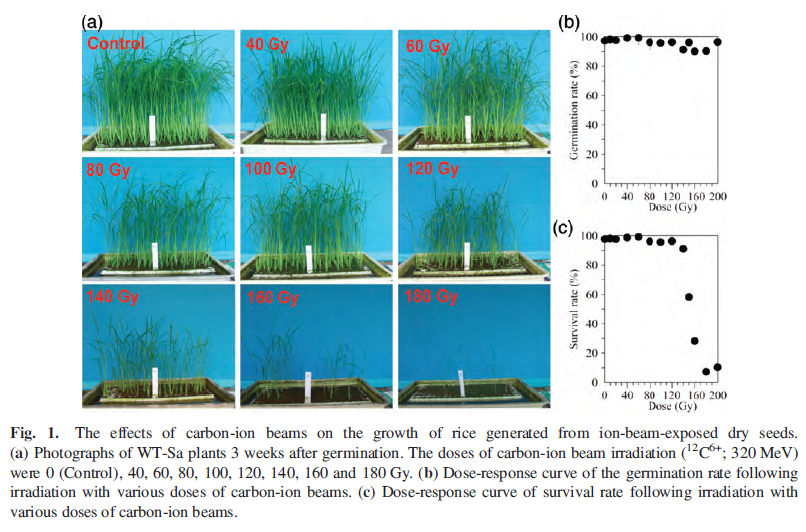 (a)
Control
40 Gy
60 Gy
80 Gy
100 Gy
120 Gy
140 Gy
160 Gy
180 Gy
(b)
100
80
60
40
20
0
Germination rate (%)
0 40 80 120 160 200
Dose (Gy)
(c)
100
80
60
40
20
0
Survival rate (%)
0 40 80 120 160 200
Dose (Gy)
Fig. 1. The effects of carbon-ion beams on the growth of rice generated from ion-beam-exposed dry seeds.
(a) Photographs of WT-Sa plants 3 weeks after germination. The doses of carbon-ion beam irradiation (¹²C⁶⁺; 320 MeV)
were 0 (Control), 40, 60, 80, 100, 120, 140, 160 and 180 Gy. (b) Dose-response curve of the germination rate following
irradiation with various doses of carbon-ion beams. (c) Dose-response curve of survival rate following irradiation with
various doses of carbon-ion beams.